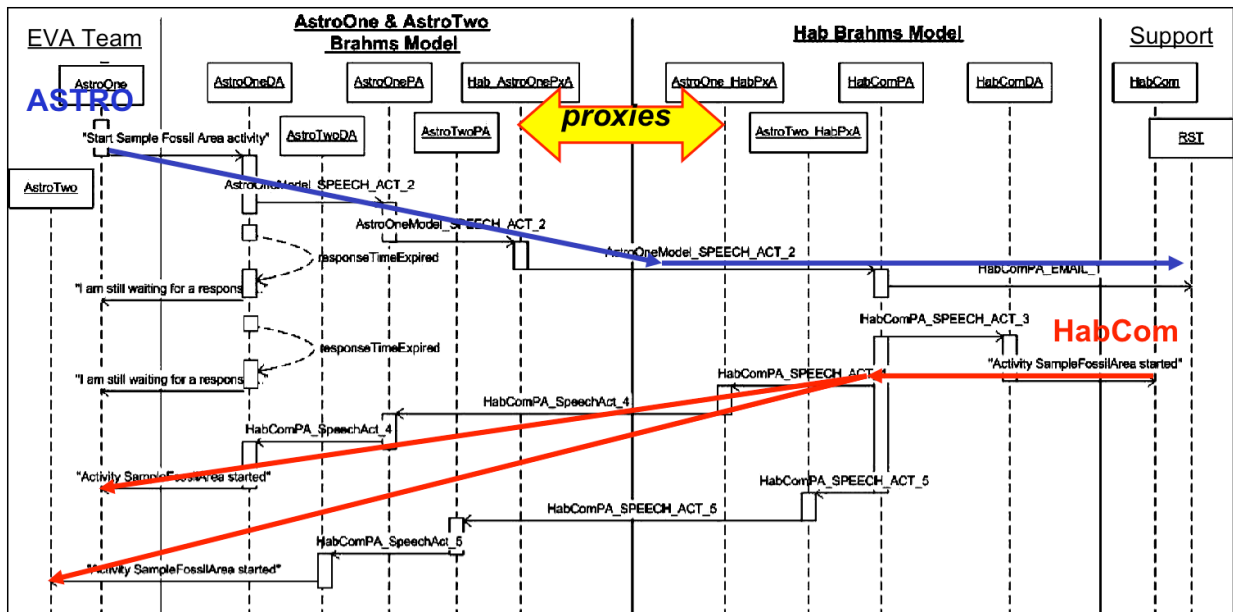 EVA Team
AstroOne & AstroTwo
Brahms Model
Hab Brahms Model
Support
AstroOne
AstroOneDA
AstroOnePA
Hab_AstroOnePxA
AstroOne_HabPxA
HabComPA
HabComDA
HabCom
ASTRO
proxies
AstroTwoDA
AstroTwoPA
AstroTwo_HabPxA
RST
"Start Sample Fossil Area activity"
AstroTwo
AstroOneModel_SPEECH_ACT_2
AstroOneModel_SPEECH_ACT_2
AstroOneModel_SPEECH_ACT_2
responseTimeExpired
HabComPA_EMAIL_1
"I am still waiting for a respons
HabComPA_SPEECH_ACT_3
HabCom
responseTimeExpired
"Activity SampleFossilArea started"
"I am still waiting for a respons
HabComPA_SPEECH_ACT
HabComPA_SpeechAct_4
HabComPA_SpeechAct_4
"Activity SampleFossilArea started"
HabComPA_SPEECH_ACT_5
HabComPA_SPEECH_ACT_5
HabComPA_SpeechAct_5
"Activity SampleFossilArea started"